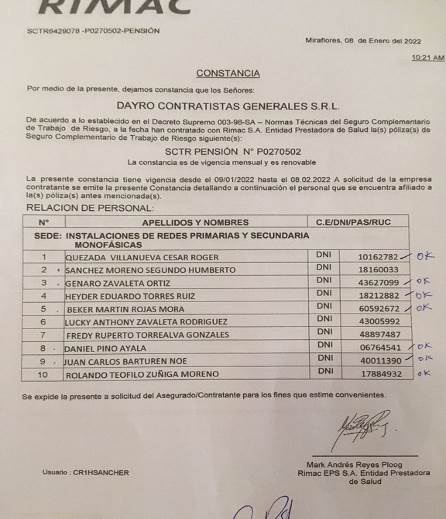 RIMAC
SCTR6429078 -P0270502-PENSIÓN
Miraflores, 08 de Enero del 2022
10:21 AM
CONSTANCIA
Por medio de la presente, dejamos constancia que los Señores:
DAYRO CONTRATISTAS GENERALES S.R.L.
De acuerdo a lo establecido en el Decreto Supremo 003-98-SA – Normas Técnicas del Seguro Complementario
de Trabajo de Riesgo, a la fecha han contratado con Rimac S.A. Entidad Prestadora de Salud la(s) póliza(s) de
Seguro Complementario de Trabajo de Riesgo siguiente(s):
SCTR PENSIÓN N° P0270502
La constancia es de vigencia mensual y es renovable
La presente constancia tiene vigencia desde el 09/01/2022 hasta el 08.02.2022 A solicitud de la empresa
contratante se emite la presente Constancia detallando a continuación el personal que se encuentra afiliado a
la(s) póliza(s) antes mencionada(s).
RELACION DE PERSONAL:
N° APELLIDOS Y NOMBRES C.E/DNI/PAS/RUC
SEDE: INSTALACIONES DE REDES PRIMARIAS Y SECUNDARIA
MONOFÁSICAS
1 QUEZADA VILLANUEVA CESAR ROGER DNI 10162782 OK
2 SANCHEZ MORENO SEGUNDO HUMBERTO DNI 18160033
3 GENARO ZAVALETA ORTIZ DNI 43627099 OK
4 HEYDER EDUARDO TORRES RUIZ DNI 18212882 OK
5 BEKER MARTIN ROJAS MORA DNI 60592672 OK
6 LUCKY ANTHONY ZAVALETA RODRIGUEZ DNI 43005992
7 FREDY RUPERTO TORREALVA GONZALES DNI 48897487
8 DANIEL PINO AYALA DNI 06764541 OK
9 JUAN CARLOS BARTUREN NOE DNI 40011390 OK
10 ROLANDO TEOFILO ZUÑIGA MORENO DNI 17884932 OK
Se expide la presente a solicitud del Asegurado/Contratante para los fines que estime convenientes.
Mark Andrés Reyes Ploog
Usuario : CR1HSANCHER
Rimac EPS S.A. Entidad Prestadora
de Salud